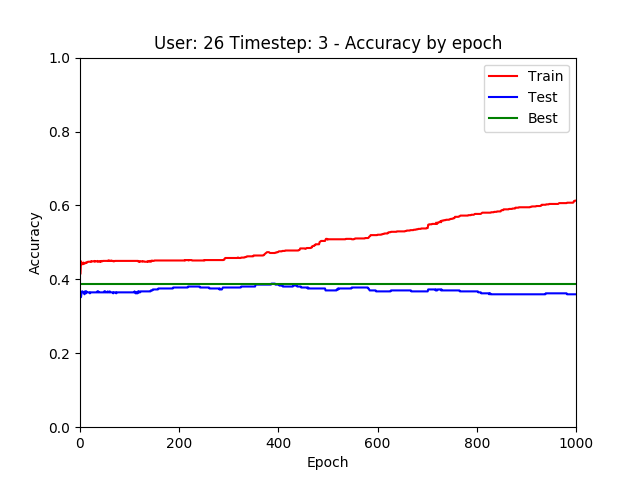 User: 26 Timestep: 3 - Accuracy by epoch
1.0
0.8
0.6
0.4
0.2
0.0
Accuracy
Train
Test
Best
0 200 400 600 800 1000
Epoch